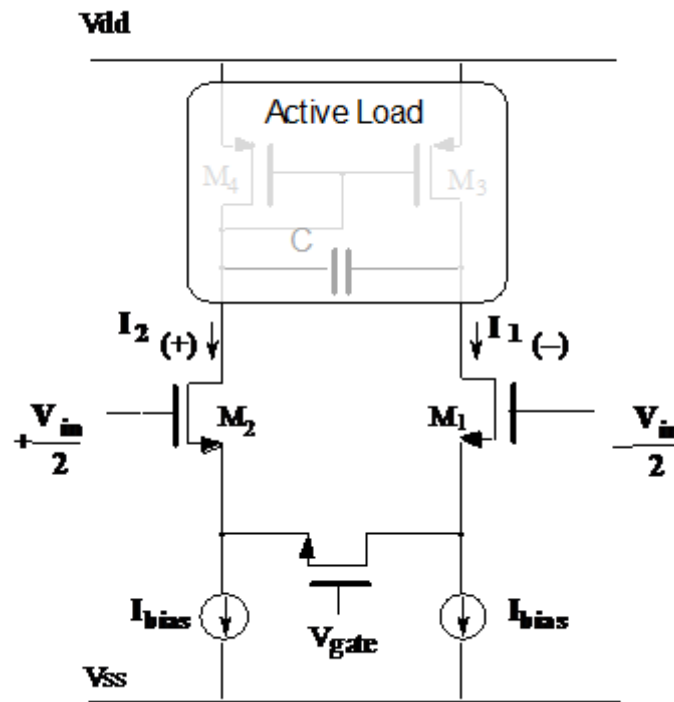 Vdd
Active Load
M4
M3
C
I2 (+)
I1 (–)
+Vin/2
M2
M1
–Vin/2
Ibias
Vgate
Ibias
Vss